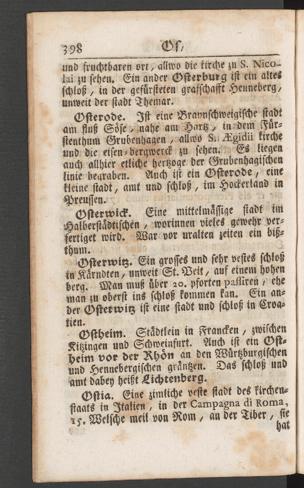 398 Os,
und fruchtbaren ort, allwo die kirche zu S. Nico-
lai zu sehen. Ein ander Osterburg ist ein altes
schloß, in der gefürsteten grafschafft Henneberg,
unweit der stadt Themar.
Osterode. Ist eine Braunschweigische stadt
am fluß Söse, nahe am Hartz, in dem Für-
stenthum Grubenhagen, allwo S. Ægidii kirche
und die eisen-bergwerck zu sehen. Es liegen
auch allhier etliche hertzoge der Grubenhagischen
linie begraben. Auch ist ein Osterode, eine
kleine stadt, amt und schloß, im Hockerland in
Preussen.
Osterwick. Eine mittelmässige stadt im
Halberstädtischen, worinnen vieles gewehr ver-
fertiget wird. War vor uralten zeiten ein biß-
thum.
Osterwitz. Ein grosses und sehr vestes schloß
in Kärndten, unweit St. Veit, auf einem hohen
berg. Man muß über 20. pforten paßiren, ehe
man zu oberst ins schloß kommen kan. Ein an-
der Osterwitz ist eine stadt und schloß in Croa-
tien.
Ostheim. Städtlein in Francken, zwischen
Kitzingen und Schweinfurt. Auch ist ein Ost-
heim vor der Rhön an den Würtzburgischen
und Hennebergischen gräntzen. Das schloß und
amt dabey heißt Lichtenberg.
Ostia. Eine zimliche veste stadt des kirchen-
staats in Italien, in der Campagna di Roma,
15. Welsche meil von Rom, an der Tiber, sie
hat